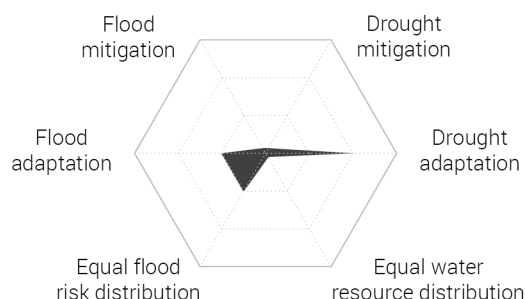 Flood
mitigation
Drought
mitigation
Flood
adaptation
Drought
adaptation
Equal flood
risk distribution
Equal water
resource distribution